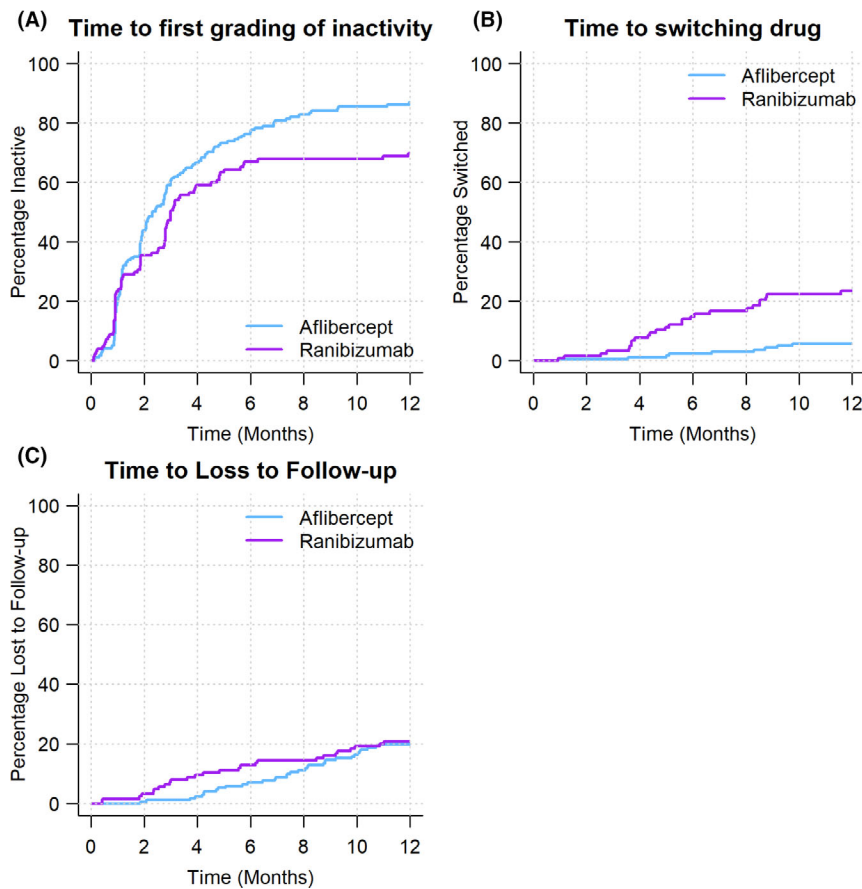 (A) Time to first grading of inactivity
100
80
60
40
20
0
Percentage Inactive
Aflibercept
Ranibizumab
0 2 4 6 8 10 12
Time (Months)
(B) Time to switching drug
100
80
60
40
20
0
Percentage Switched
Aflibercept
Ranibizumab
0 2 4 6 8 10 12
Time (Months)
(C) Time to Loss to Follow-up
100
80
60
40
20
0
Percentage Lost to Follow-up
Aflibercept
Ranibizumab
0 2 4 6 8 10 12
Time (Months)